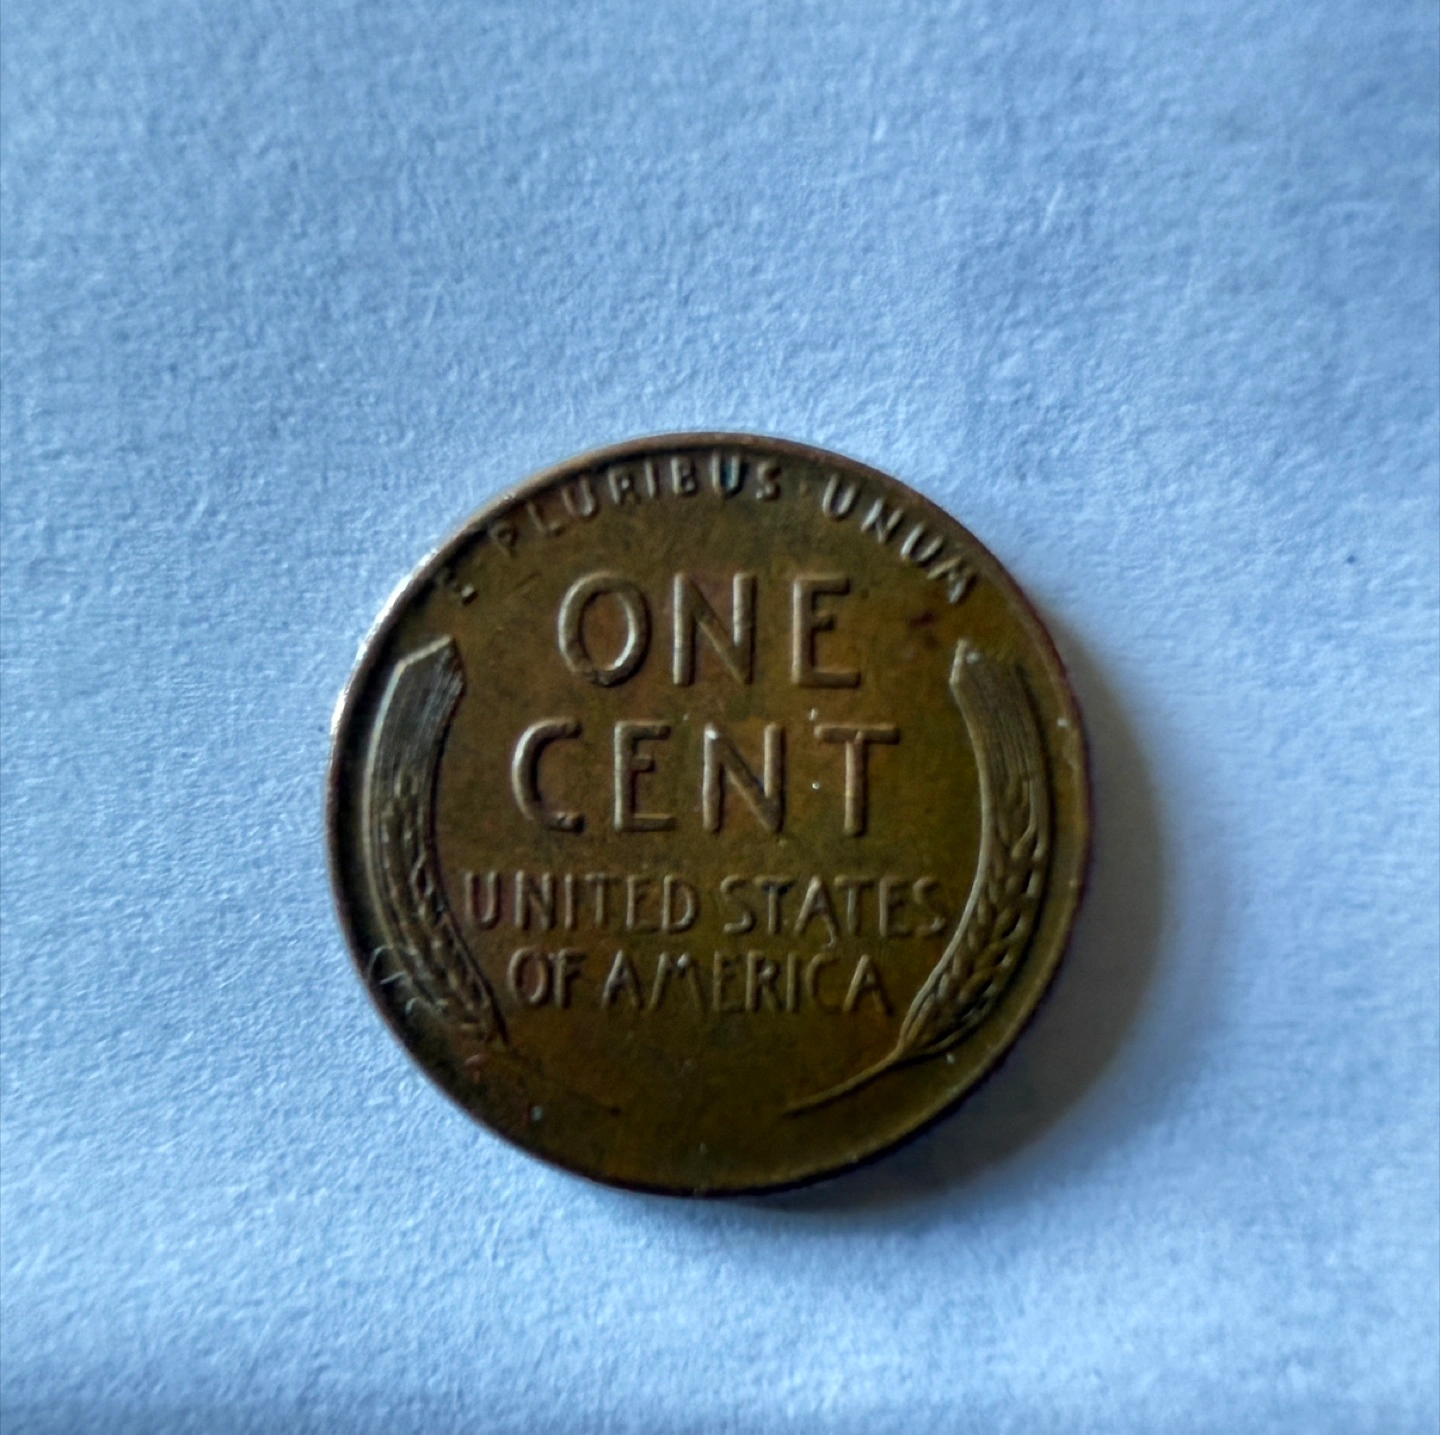 E PLURIBUS · UNUM
ONE
CENT
UNITED STATES
OF AMERICA